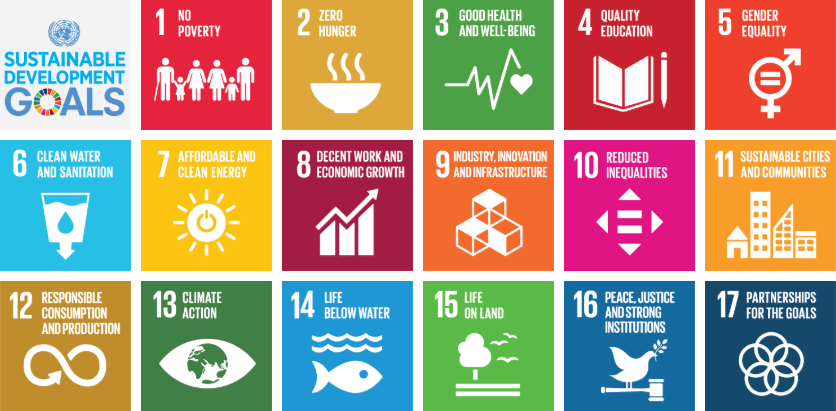 SUSTAINABLE
DEVELOPMENT
GOALS
1 NO
POVERTY
2 ZERO
HUNGER
3 GOOD HEALTH
AND WELL-BEING
4 QUALITY
EDUCATION
5 GENDER
EQUALITY
6 CLEAN WATER
AND SANITATION
7 AFFORDABLE AND
CLEAN ENERGY
8 DECENT WORK AND
ECONOMIC GROWTH
9 INDUSTRY, INNOVATION
AND INFRASTRUCTURE
10 REDUCED
INEQUALITIES
11 SUSTAINABLE CITIES
AND COMMUNITIES
12 RESPONSIBLE
CONSUMPTION
AND PRODUCTION
13 CLIMATE
ACTION
14 LIFE
BELOW WATER
15 LIFE
ON LAND
16 PEACE, JUSTICE
AND STRONG
INSTITUTIONS
17 PARTNERSHIPS
FOR THE GOALS